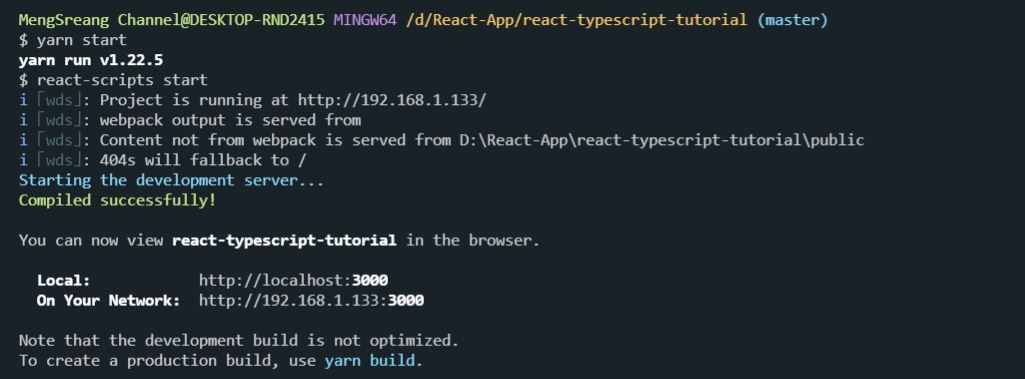 MengSreang Channel@DESKTOP-RND2415 MINGW64 /d/React-App/react-typescript-tutorial (master)
$ yarn start
yarn run v1.22.5
$ react-scripts start
i ｢wds｣: Project is running at http://192.168.1.133/
i ｢wds｣: webpack output is served from
i ｢wds｣: Content not from webpack is served from D:\React-App\react-typescript-tutorial\public
i ｢wds｣: 404s will fallback to /
Starting the development server...
Compiled successfully!
You can now view react-typescript-tutorial in the browser.
Local: http://localhost:3000
On Your Network: http://192.168.1.133:3000
Note that the development build is not optimized.
To create a production build, use yarn build.